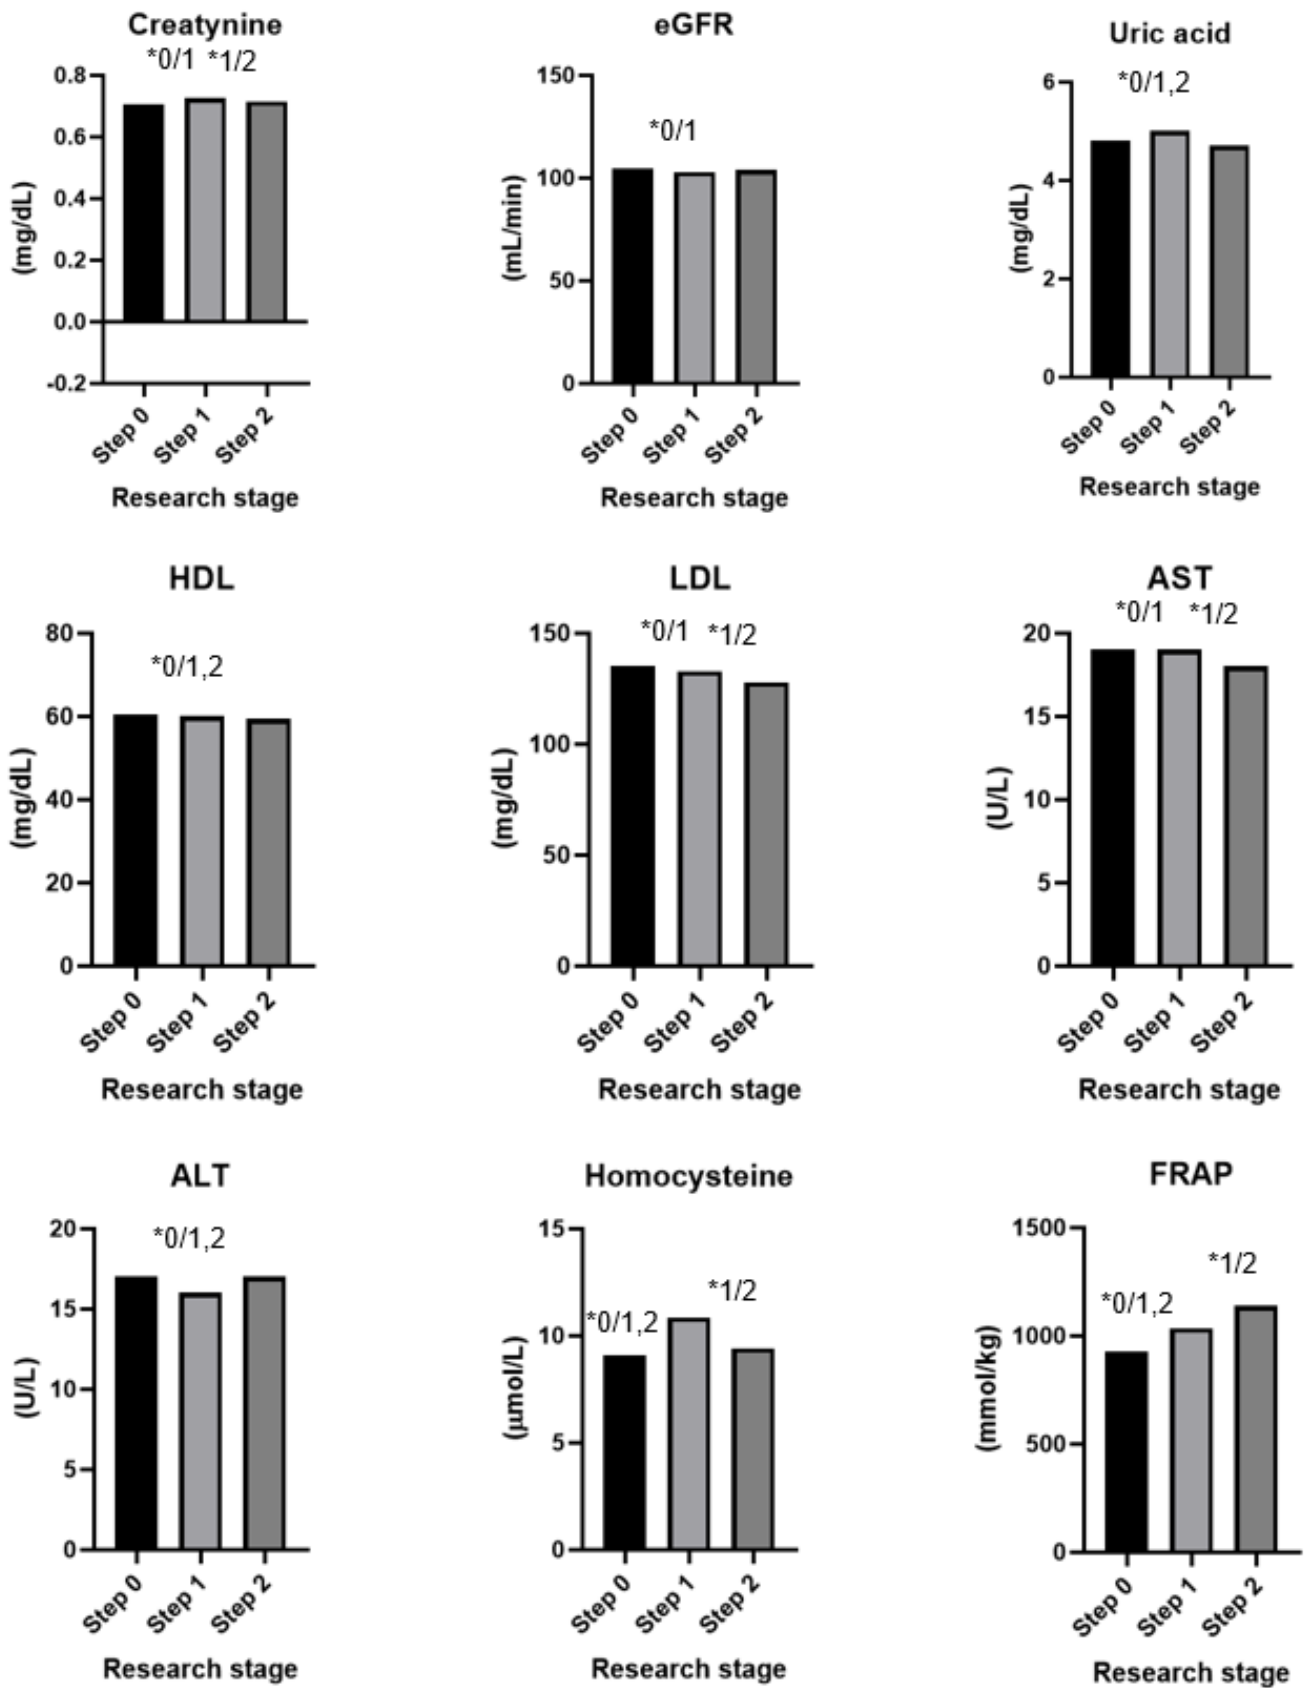 Creatynine
*0/1 *1/2
0.8
0.6
0.4
0.2
0.0
-0.2
(mg/dL)
Step 0 Step 1 Step 2
Research stage
eGFR
*0/1
150
100
50
0
(mL/min)
Step 0 Step 1 Step 2
Research stage
Uric acid
*0/1,2
6
4
2
0
(mg/dL)
Step 0 Step 1 Step 2
Research stage
HDL
*0/1,2
80
60
40
20
0
(mg/dL)
Step 0 Step 1 Step 2
Research stage
LDL
*0/1 *1/2
150
100
50
0
(mg/dL)
Step 0 Step 1 Step 2
Research stage
AST
*0/1 *1/2
20
15
10
5
0
(U/L)
Step 0 Step 1 Step 2
Research stage
ALT
*0/1,2
20
15
10
5
0
(U/L)
Step 0 Step 1 Step 2
Research stage
Homocysteine
*1/2
*0/1,2
15
10
5
0
(μmol/L)
Step 0 Step 1 Step 2
Research stage
FRAP
*1/2
*0/1,2
1500
1000
500
0
(mmol/kg)
Step 0 Step 1 Step 2
Research stage